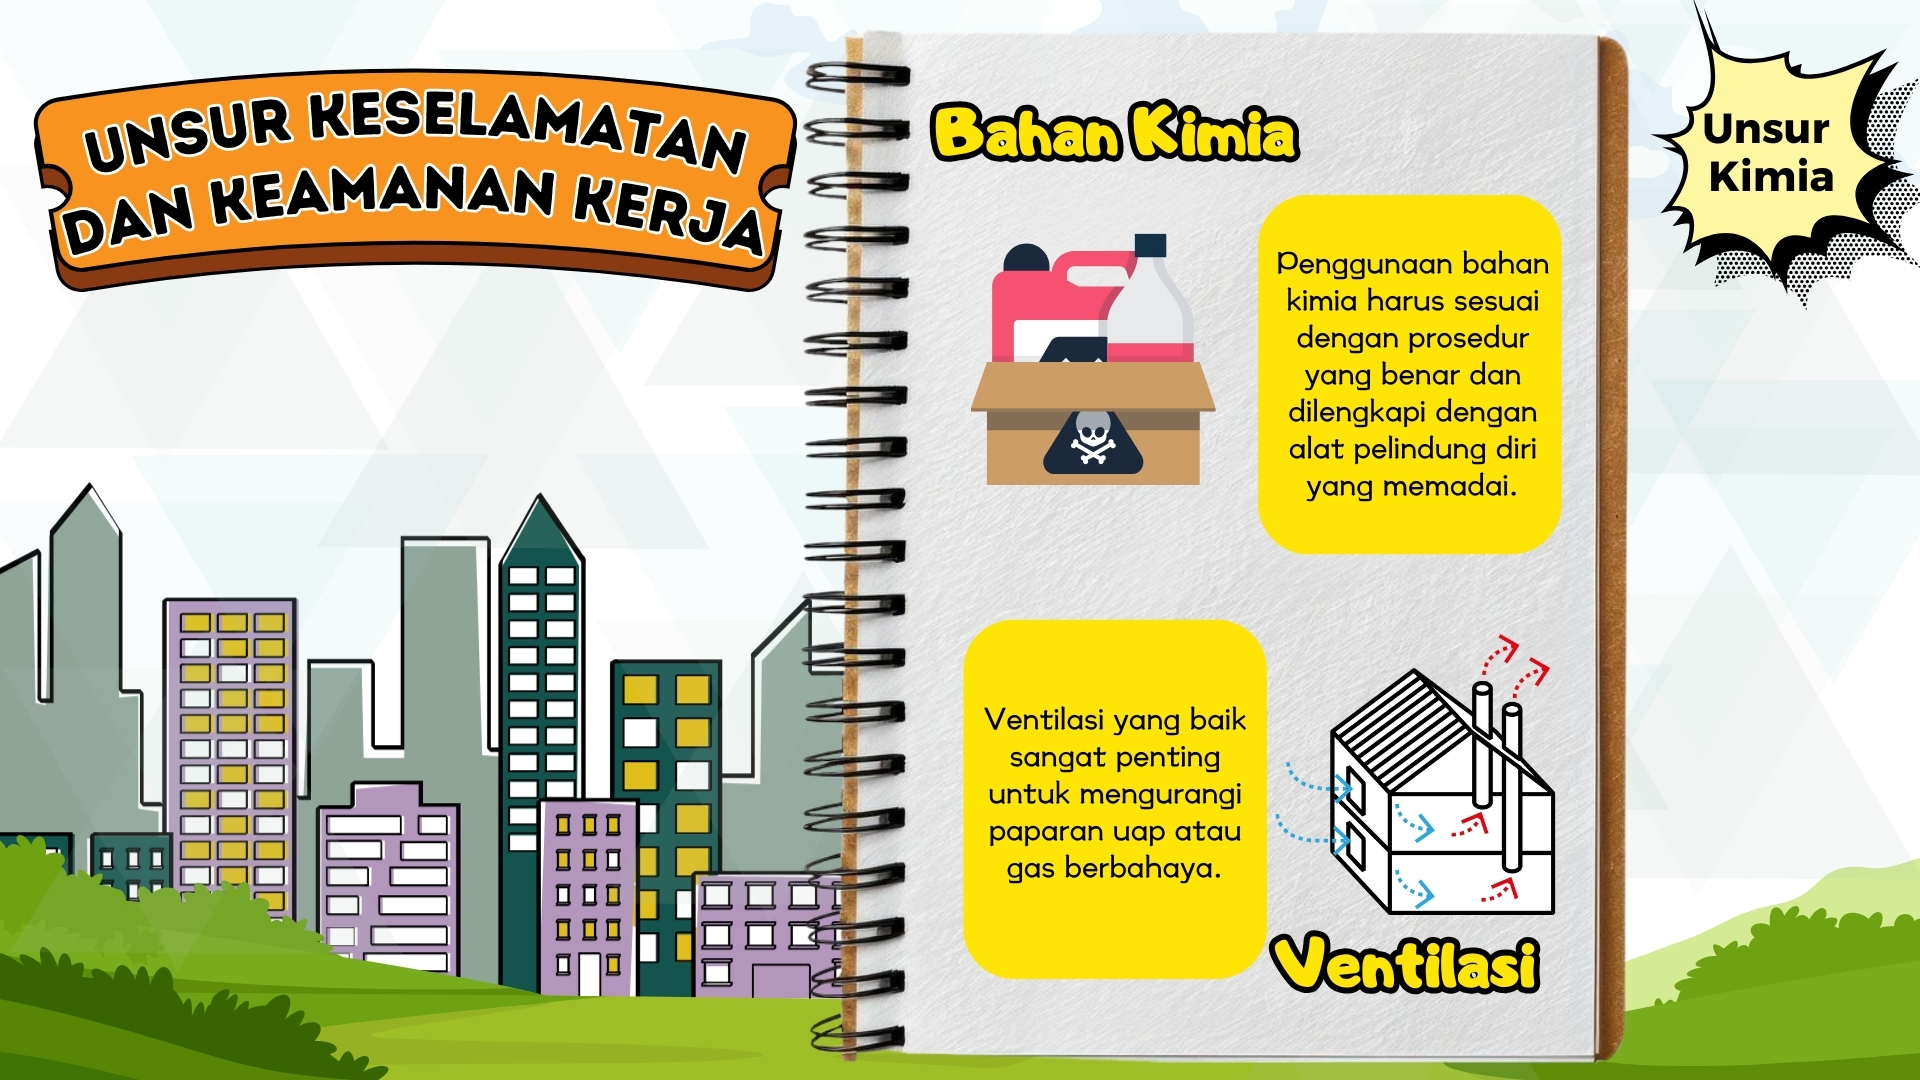 UNSUR KESELAMATAN
DAN KEAMANAN KERJA
Bahan Kimia
Unsur
Kimia
Penggunaan bahan
kimia harus sesuai
dengan prosedur
yang benar dan
dilengkapi dengan
alat pelindung diri
yang memadai.
Ventilasi yang baik
sangat penting
untuk mengurangi
paparan uap atau
gas berbahaya.
Ventilasi